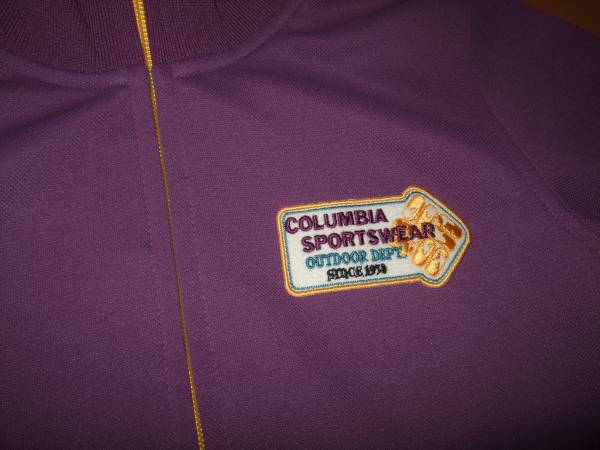 COLUMBIA
SPORTSWEAR
OUTDOOR DEPT.
SINCE 1938